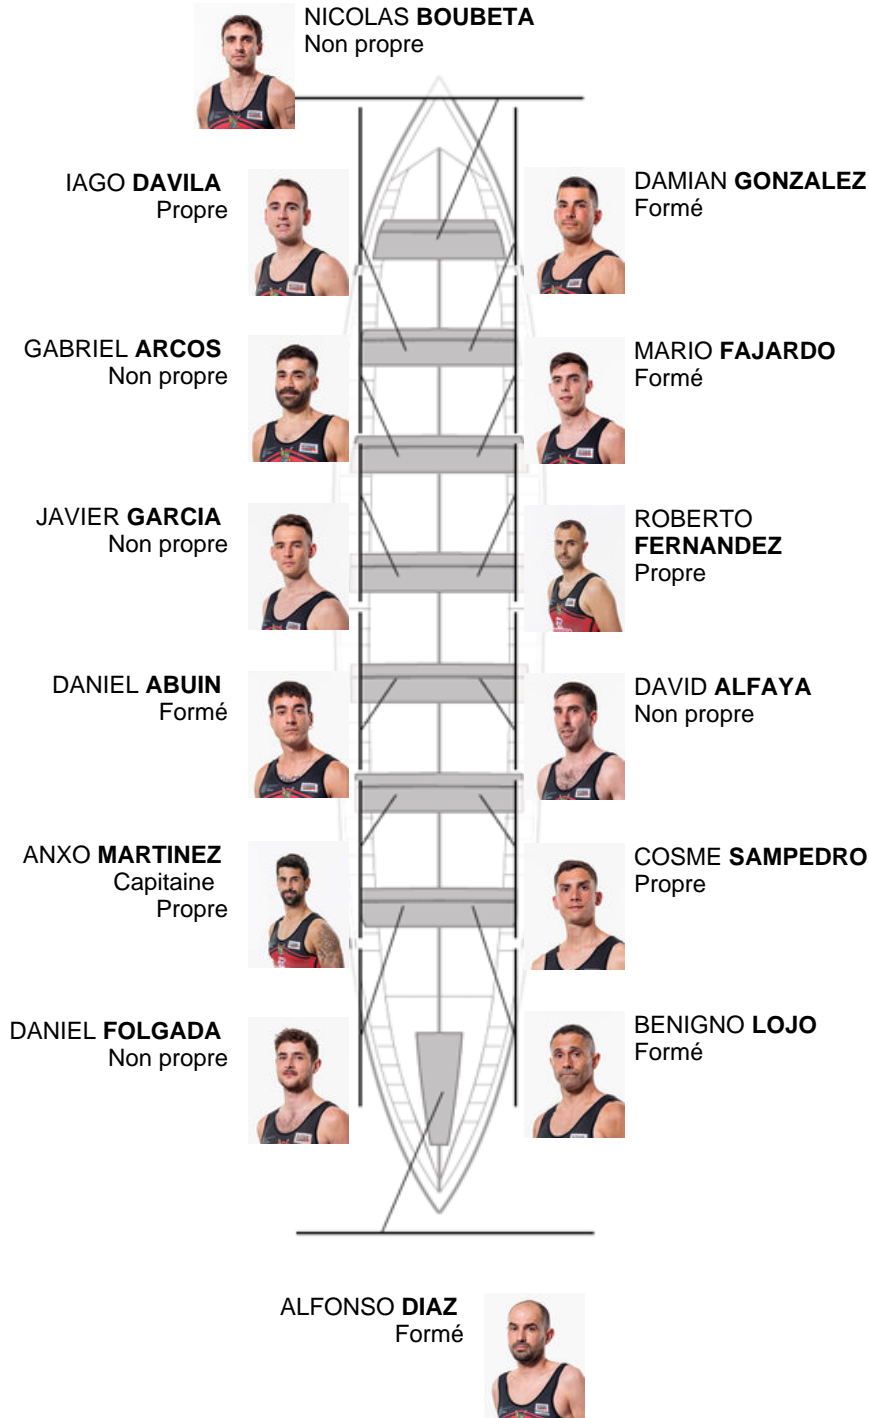 NICOLAS BOUBETA
Non propre
IAGO DAVILA
Propre
DAMIAN GONZALEZ
Formé
GABRIEL ARCOS
Non propre
MARIO FAJARDO
Formé
JAVIER GARCIA
Non propre
ROBERTO
FERNANDEZ
Propre
DANIEL ABUIN
Formé
DAVID ALFAYA
Non propre
ANXO MARTINEZ
Capitaine
Propre
COSME SAMPEDRO
Propre
DANIEL FOLGADA
Non propre
BENIGNO LOJO
Formé
ALFONSO DIAZ
Formé